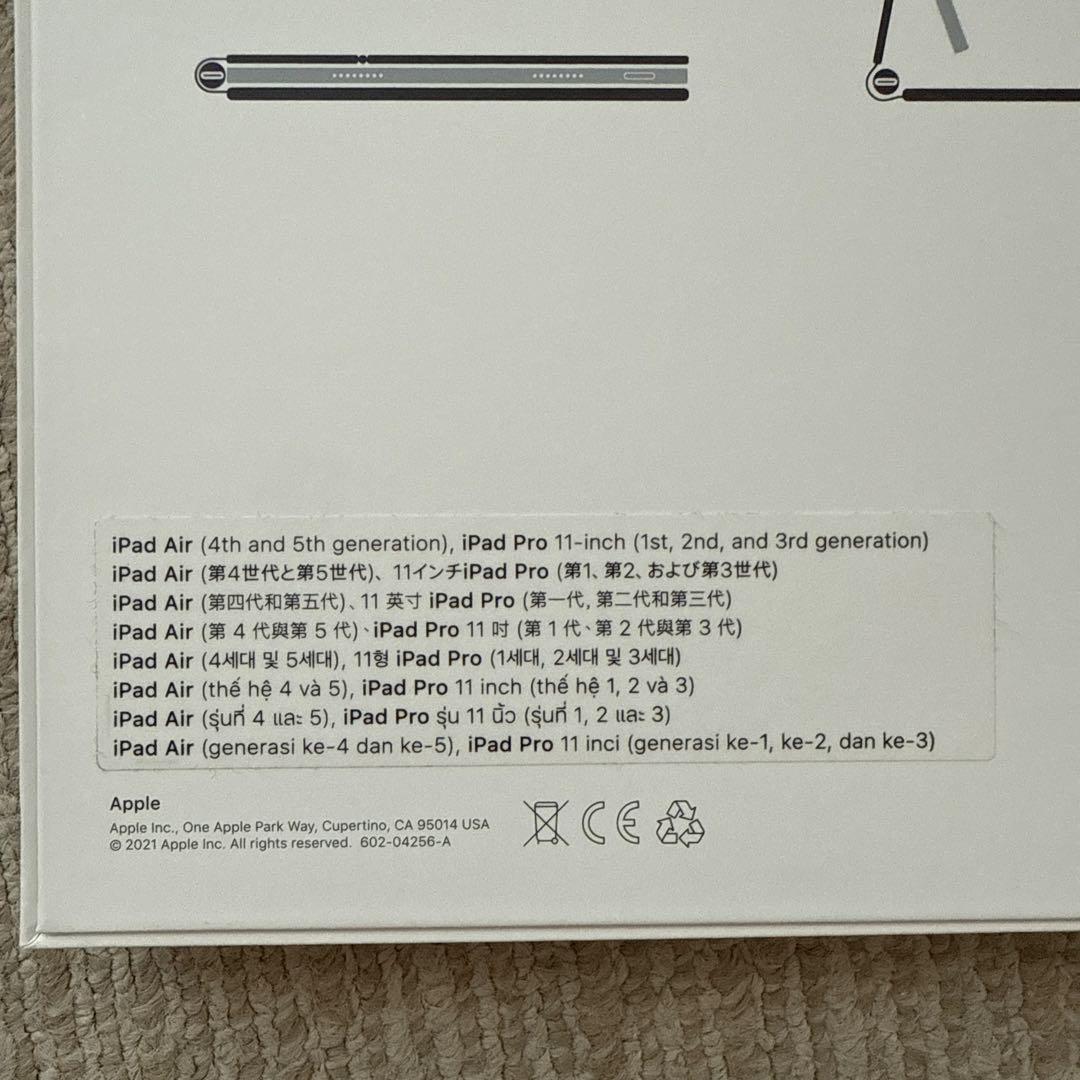 iPad Air (4th and 5th generation), iPad Pro 11-inch (1st, 2nd, and 3rd generation)
iPad Air (第4世代と第5世代)、11インチiPad Pro (第1、第2、および第3世代)
iPad Air (第四代和第五代)、11 英寸 iPad Pro (第一代, 第二代和第三代)
iPad Air (第 4 代與第 5 代)、iPad Pro 11 吋 (第 1 代、第 2 代與第 3 代)
iPad Air (4세대 및 5세대), 11형 iPad Pro (1세대, 2세대 및 3세대)
iPad Air (thế hệ 4 và 5), iPad Pro 11 inch (thế hệ 1, 2 và 3)
iPad Air (รุ่นที่ 4 และ 5), iPad Pro รุ่น 11 นิ้ว (รุ่นที่ 1, 2 และ 3)
iPad Air (generasi ke-4 dan ke-5), iPad Pro 11 inci (generasi ke-1, ke-2, dan ke-3)
Apple
Apple Inc., One Apple Park Way, Cupertino, CA 95014 USA
© 2021 Apple Inc. All rights reserved. 602-04256-A
CE